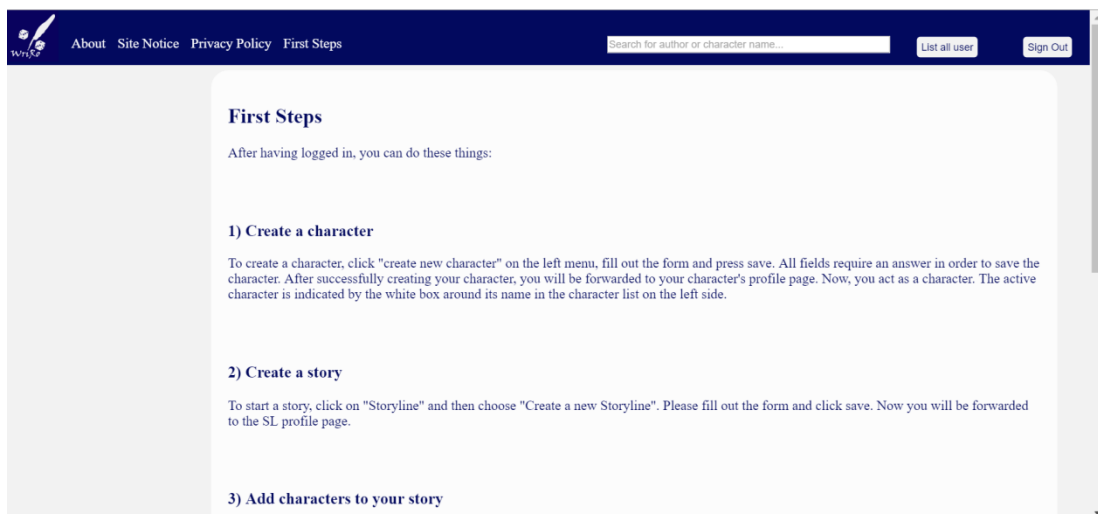 WriRo
About Site Notice Privacy Policy First Steps
Search for author or character name...
List all user
Sign Out
First Steps
After having logged in, you can do these things:
1) Create a character
To create a character, click "create new character" on the left menu, fill out the form and press save. All fields require an answer in order to save the
character. After successfully creating your character, you will be forwarded to your character's profile page. Now, you act as a character. The active
character is indicated by the white box around its name in the character list on the left side.
2) Create a story
To start a story, click on "Storyline" and then choose "Create a new Storyline". Please fill out the form and click save. Now you will be forwarded
to the SL profile page.
3) Add characters to your story